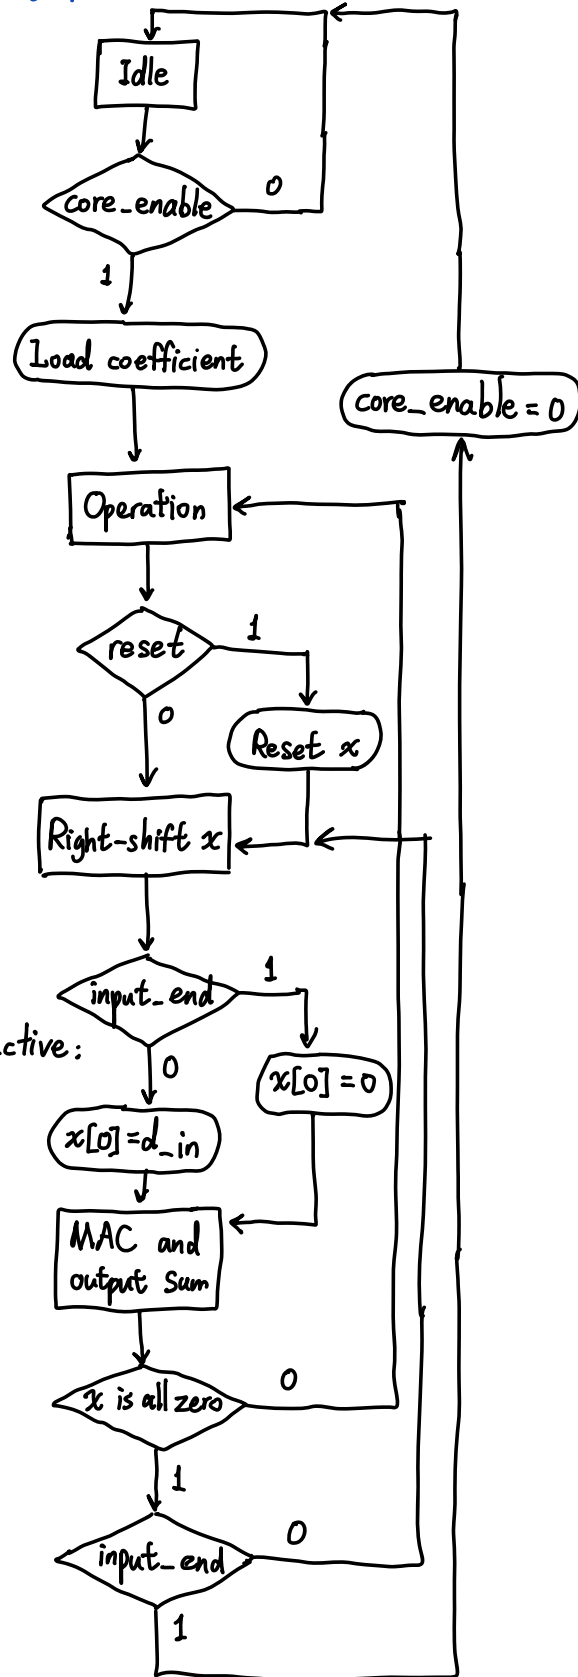 Idle
core_enable
0
1
Load coefficient
core_enable = 0
Operation
reset
1
0
Reset x
Right-shift x
input_end
1
active:
0
x[0] = 0
x[0] = d_in
MAC and
output sum
x is all zero
0
1
input_end
0
1